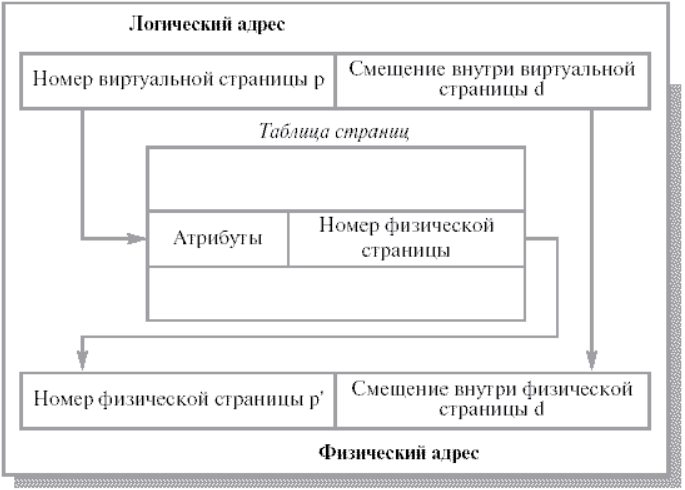 Логический адрес
Номер виртуальной страницы p
Смещение внутри виртуальной
страницы d
Таблица страниц
Атрибуты
Номер физической
страницы
Номер физической страницы p'
Смещение внутри физической
страницы d
Физический адрес